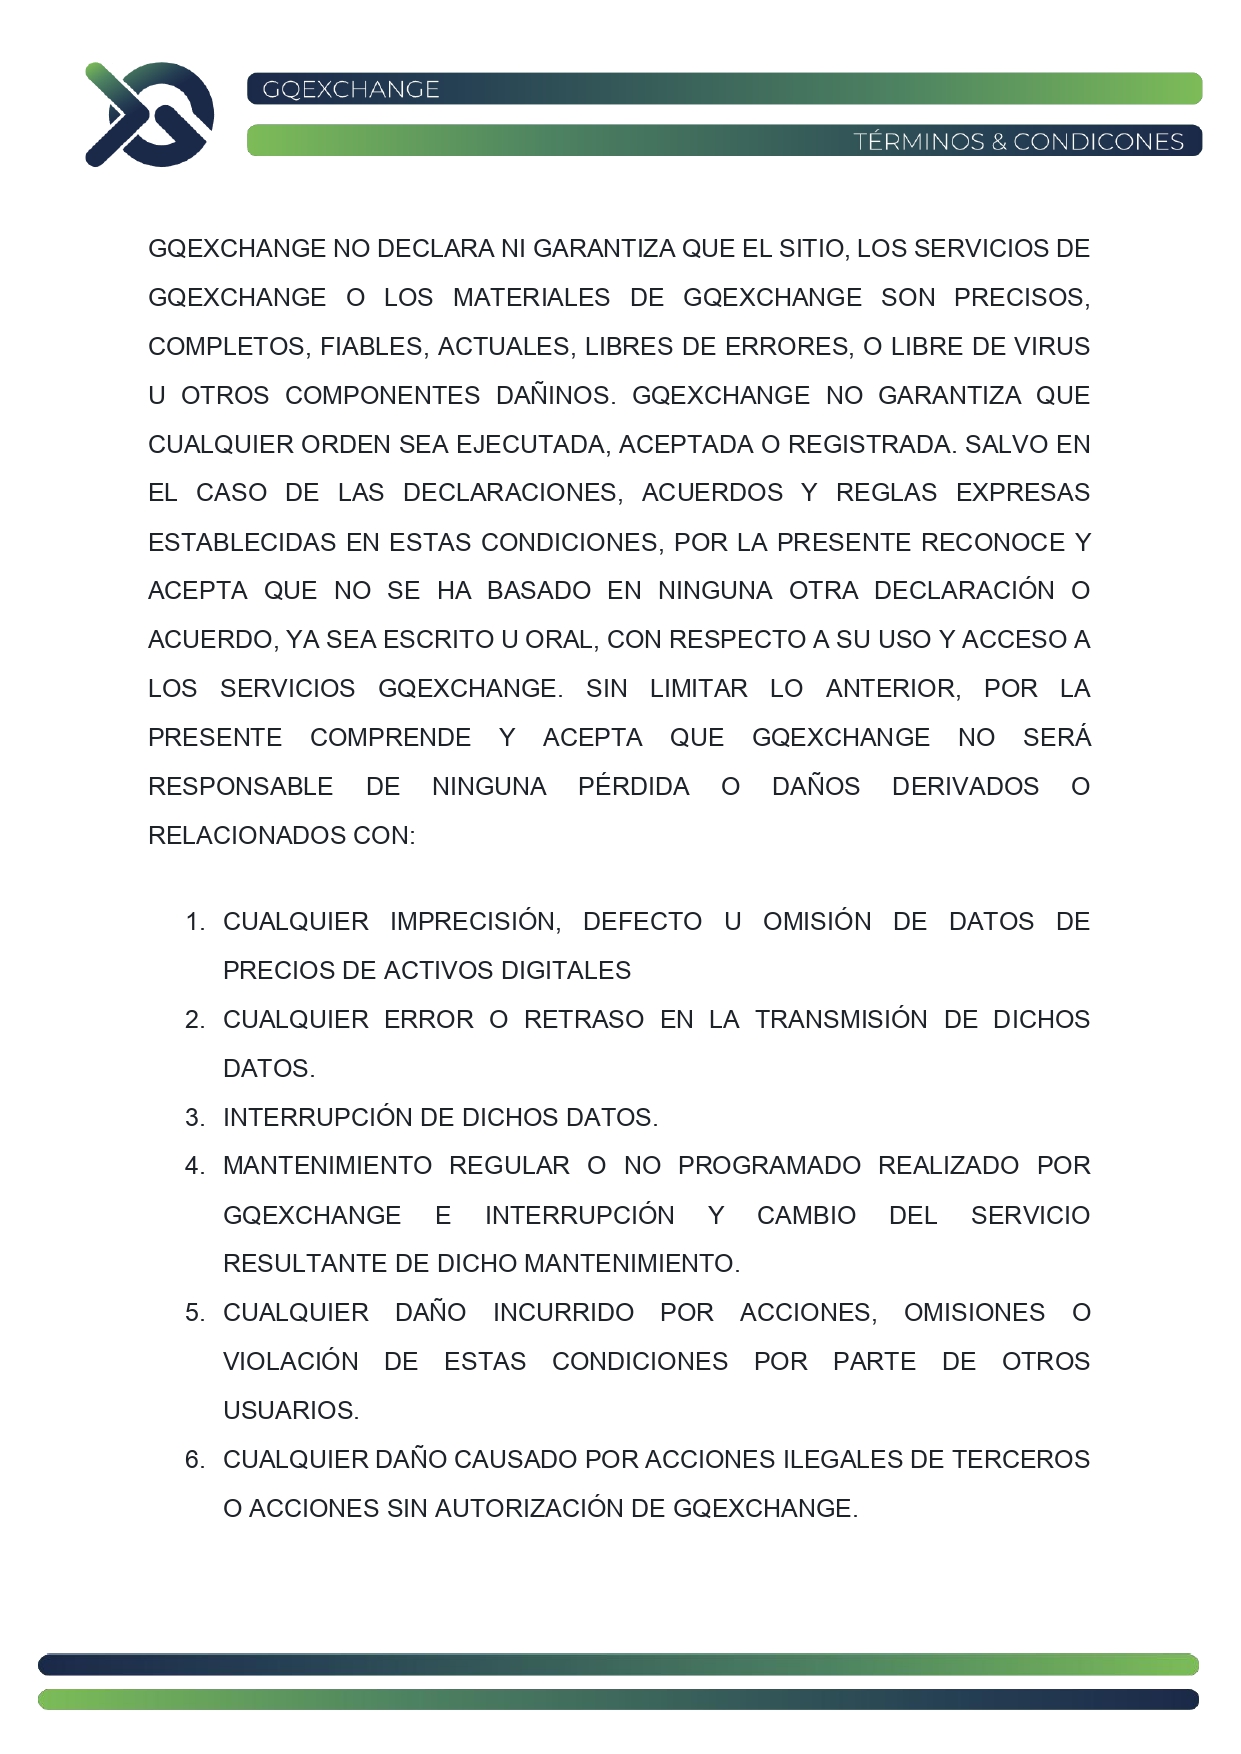 GQEXCHANGE
TÉRMINOS & CONDICONES
GQEXCHANGE NO DECLARA NI GARANTIZA QUE EL SITIO, LOS SERVICIOS DE
GQEXCHANGE O LOS MATERIALES DE GQEXCHANGE SON PRECISOS,
COMPLETOS, FIABLES, ACTUALES, LIBRES DE ERRORES, O LIBRE DE VIRUS
U OTROS COMPONENTES DAÑINOS. GQEXCHANGE NO GARANTIZA QUE
CUALQUIER ORDEN SEA EJECUTADA, ACEPTADA O REGISTRADA. SALVO EN
EL CASO DE LAS DECLARACIONES, ACUERDOS Y REGLAS EXPRESAS
ESTABLECIDAS EN ESTAS CONDICIONES, POR LA PRESENTE RECONOCE Y
ACEPTA QUE NO SE HA BASADO EN NINGUNA OTRA DECLARACIÓN O
ACUERDO, YA SEA ESCRITO U ORAL, CON RESPECTO A SU USO Y ACCESO A
LOS SERVICIOS GQEXCHANGE. SIN LIMITAR LO ANTERIOR, POR LA
PRESENTE COMPRENDE Y ACEPTA QUE GQEXCHANGE NO SERÁ
RESPONSABLE DE NINGUNA PÉRDIDA O DAÑOS DERIVADOS O
RELACIONADOS CON:
1. CUALQUIER IMPRECISIÓN, DEFECTO U OMISIÓN DE DATOS DE
PRECIOS DE ACTIVOS DIGITALES
2. CUALQUIER ERROR O RETRASO EN LA TRANSMISIÓN DE DICHOS
DATOS.
3. INTERRUPCIÓN DE DICHOS DATOS.
4. MANTENIMIENTO REGULAR O NO PROGRAMADO REALIZADO POR
GQEXCHANGE E INTERRUPCIÓN Y CAMBIO DEL SERVICIO
RESULTANTE DE DICHO MANTENIMIENTO.
5. CUALQUIER DAÑO INCURRIDO POR ACCIONES, OMISIONES O
VIOLACIÓN DE ESTAS CONDICIONES POR PARTE DE OTROS
USUARIOS.
6. CUALQUIER DAÑO CAUSADO POR ACCIONES ILEGALES DE TERCEROS
O ACCIONES SIN AUTORIZACIÓN DE GQEXCHANGE.